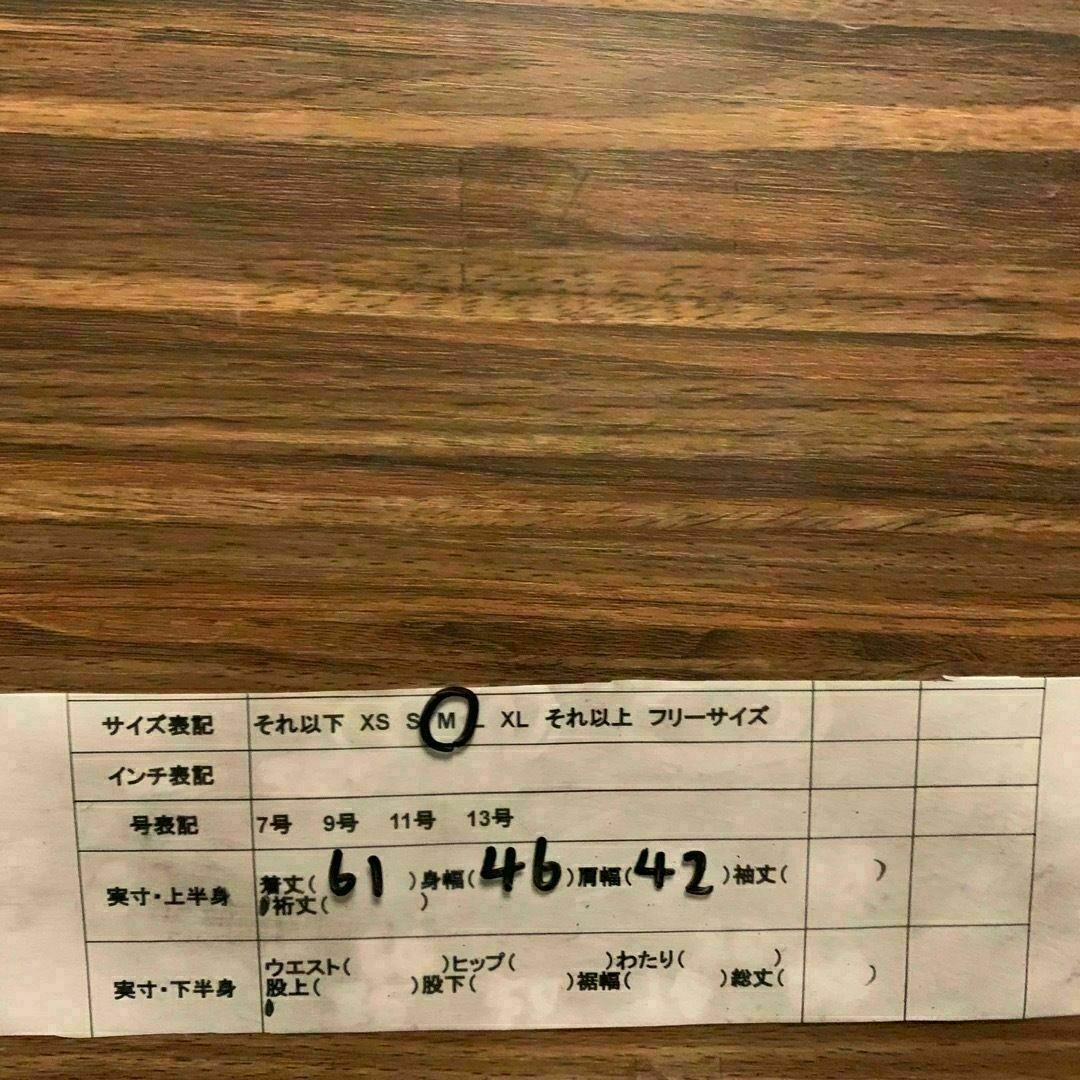 サイズ表記 それ以下 XS S M L XL それ以上 フリーサイズ
インチ表記
号表記 7号 9号 11号 13号
実寸・上半身 着丈( 61 )身幅( 46 )肩幅( 42 )袖丈( )
裄丈( )
実寸・下半身 ウエスト( )ヒップ( )わたり( )
股上( )股下( )裾幅( )総丈( )